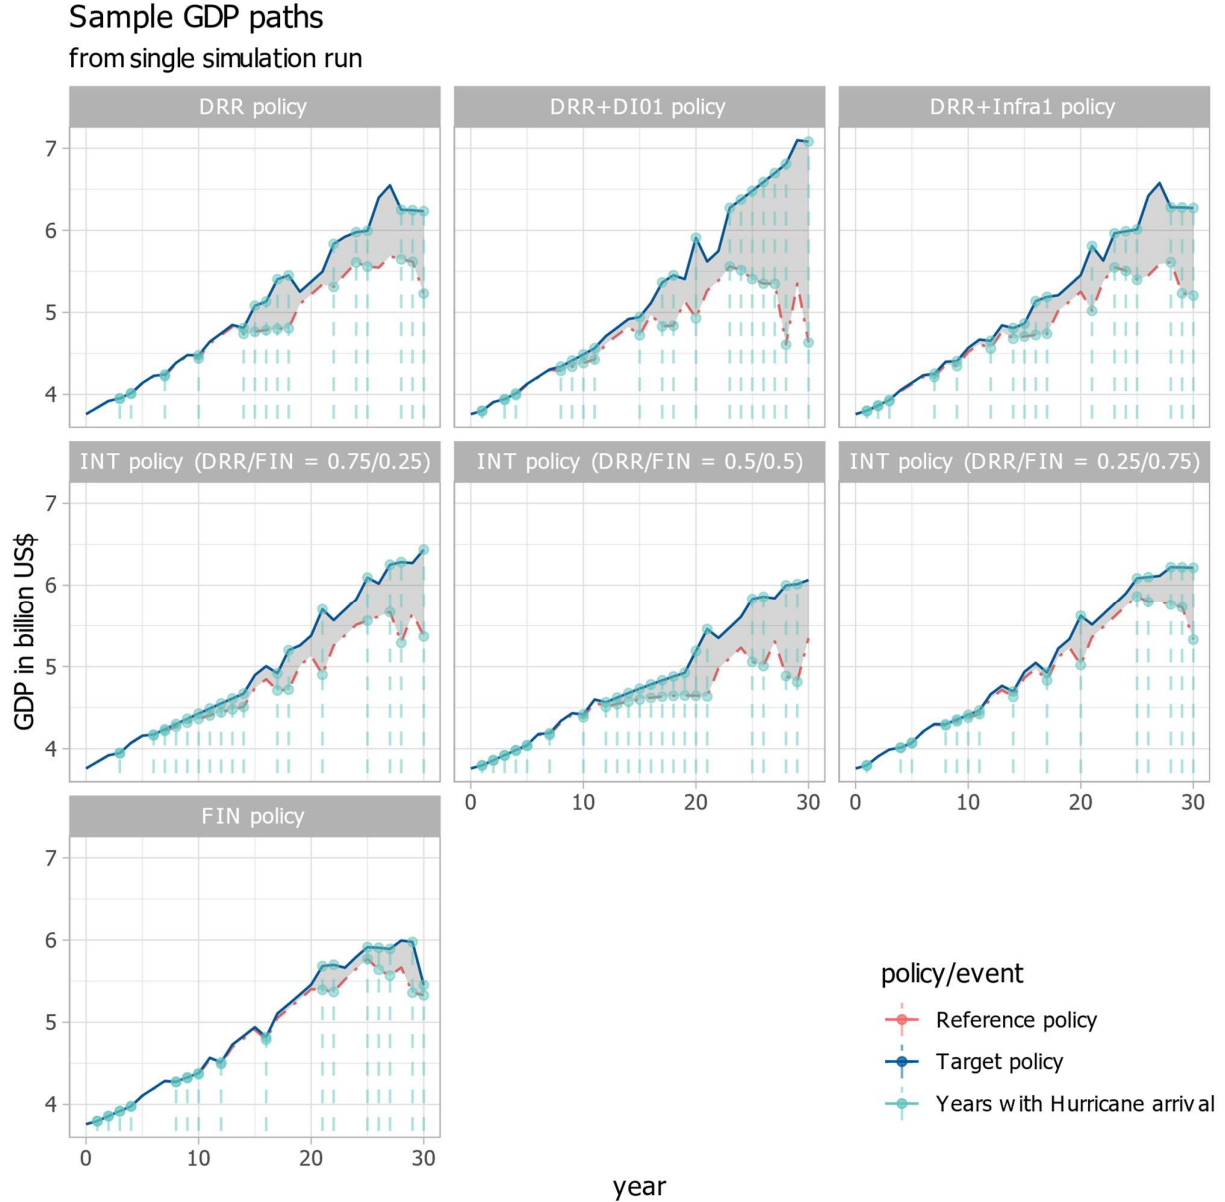 Sample GDP paths
from single simulation run
DRR policy
DRR+DI01 policy
DRR+Infra1 policy
7
6
5
4
INT policy (DRR/FIN = 0.75/0.25)
INT policy (DRR/FIN = 0.5/0.5)
INT policy (DRR/FIN = 0.25/0.75)
7
6
5
4
0 10 20 30
0 10 20 30
GDP in billion US$
FIN policy
7
6
5
4
0 10 20 30
year
policy/event
Reference policy
Target policy
Years with Hurricane arrival